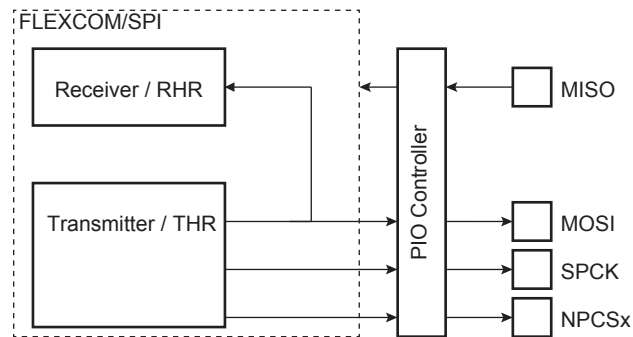 FLEXCOM/SPI
Receiver / RHR
MISO
PIO Controller
Transmitter / THR
MOSI
SPCK
NPCSx